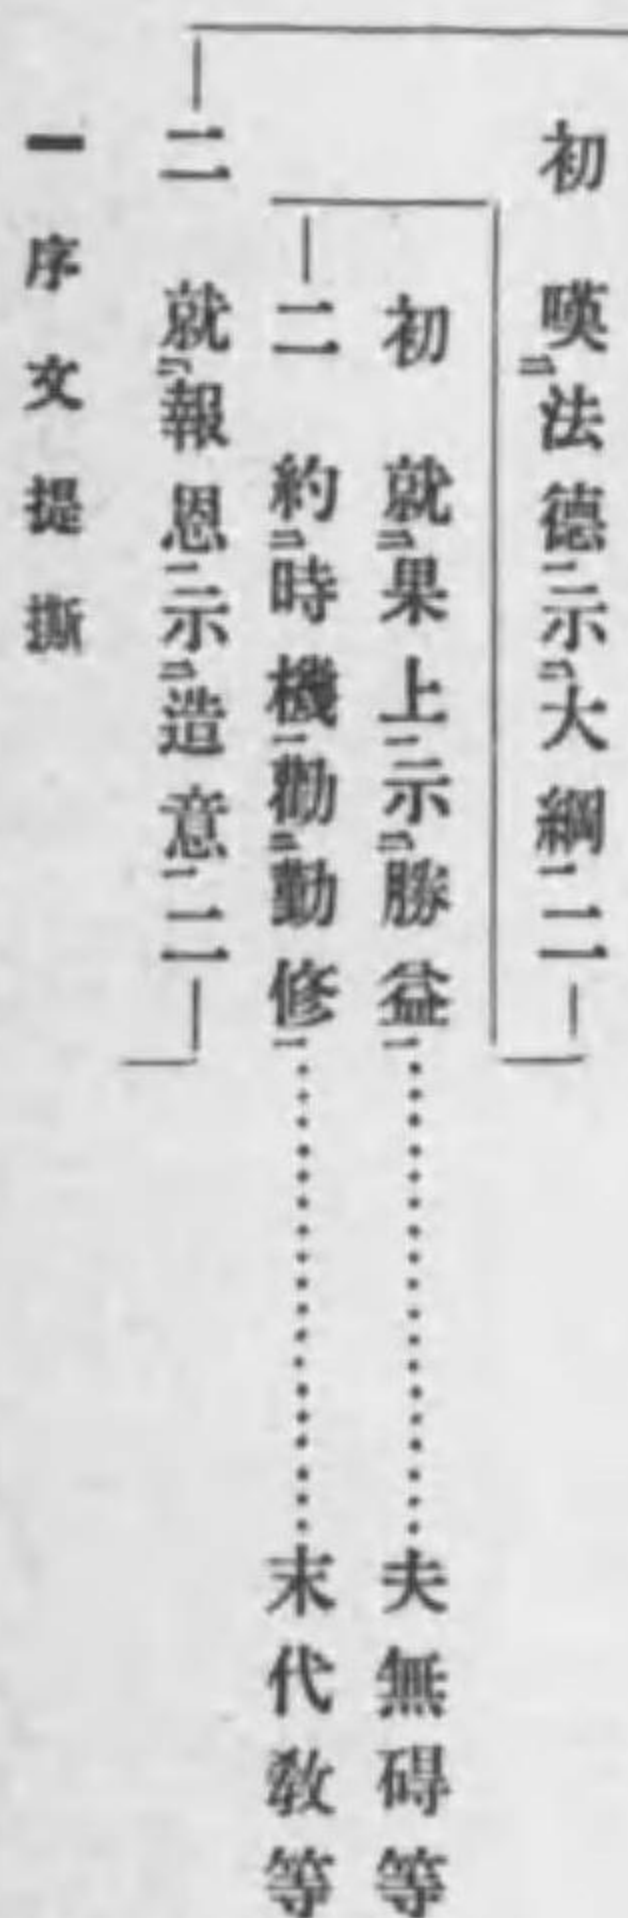 初 嘆法德示大綱二
初 就果上示勝益……夫無碍等
二 約時機勸勤修……末代教等
二 就報恩示造意二
一 序文提撕